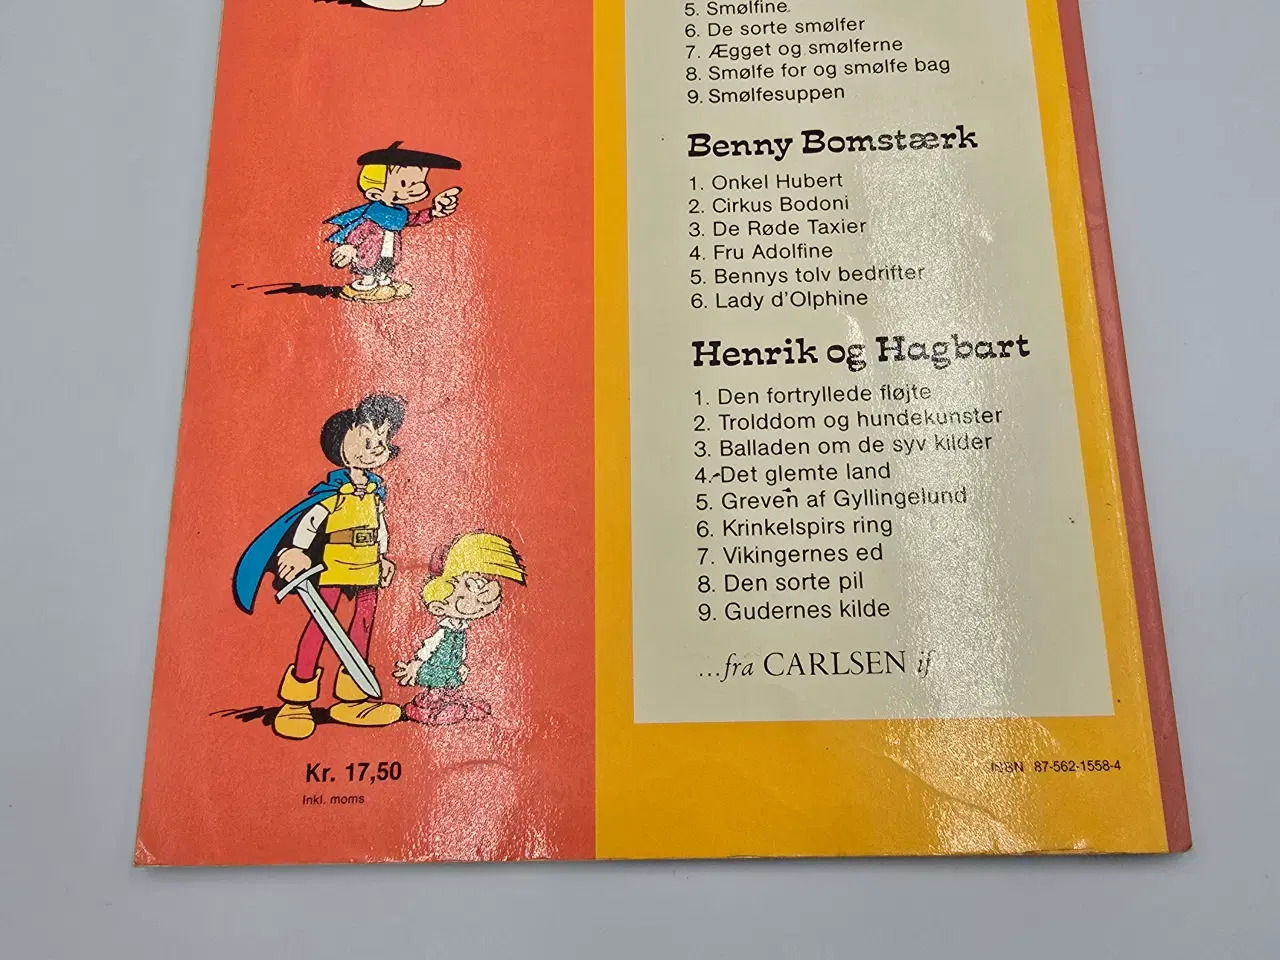 5. Smølfine
6. De sorte smølfer
7. Ægget og smølferne
8. Smølfe for og smølfe bag
9. Smølfesuppen
Benny Bomstærk
1. Onkel Hubert
2. Cirkus Bodoni
3. De Røde Taxier
4. Fru Adolfine
5. Bennys tolv bedrifter
6. Lady d'Olphine
Henrik og Hagbart
1. Den fortryllede fløjte
2. Trolddom og hundekunster
3. Balladen om de syv kilder
4. Det glemte land
5. Greven af Gyllingelund
6. Krinkelspirs ring
7. Vikingernes ed
8. Den sorte pil
9. Gudernes kilde
...fra CARLSEN if
Kr. 17,50
Inkl. moms
ISBN 87-562-1558-4